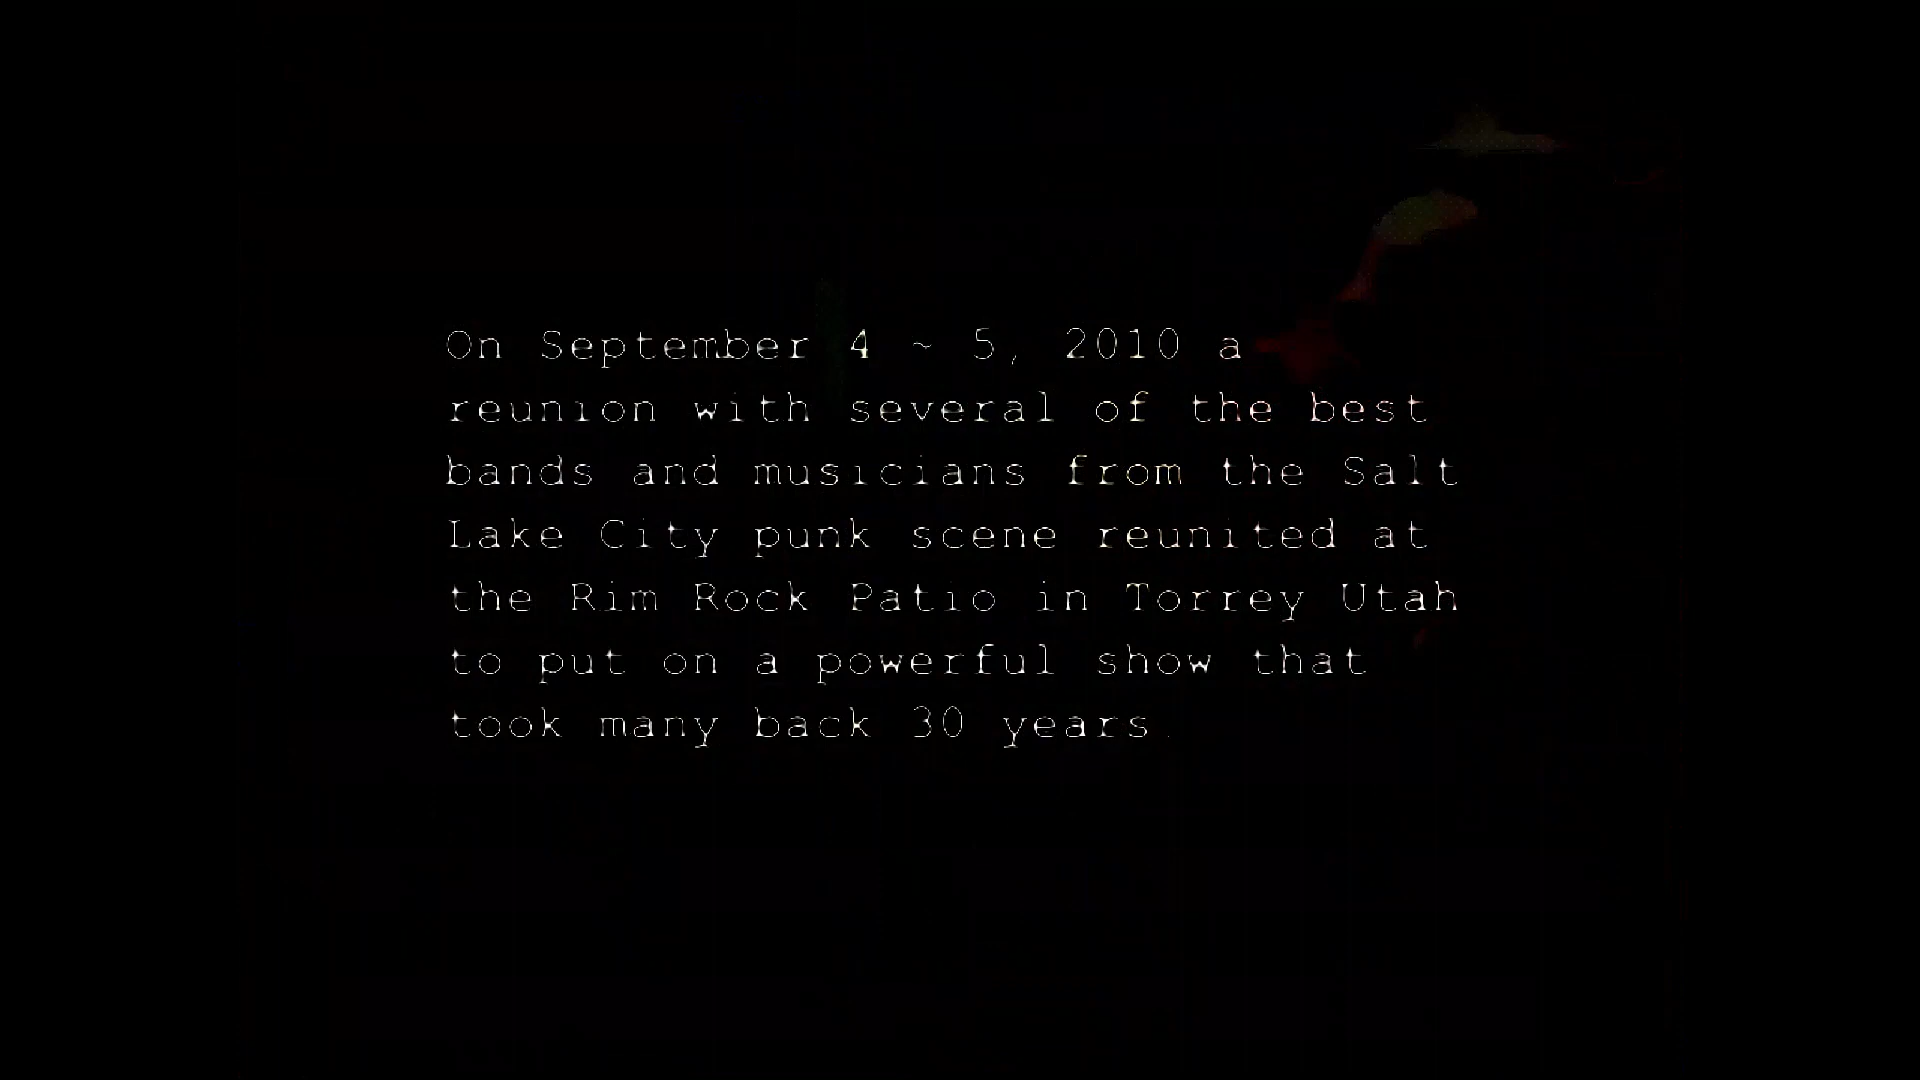 On September 4 ~ 5, 2010 a
reunion with several of the best
bands and musicians from the Salt
Lake City punk scene reunited at
the Rim Rock Patio in Torrey Utah
to put on a powerful show that
took many back 30 years.